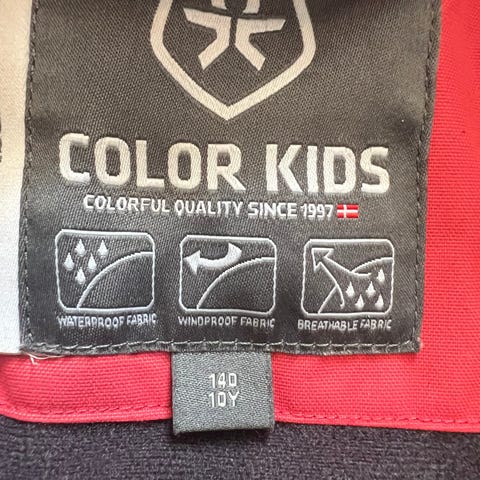 COLOR KIDS
COLORFUL QUALITY SINCE 1997
WATERPROOF FABRIC
WINDPROOF FABRIC
BREATHABLE FABRIC
140
10Y